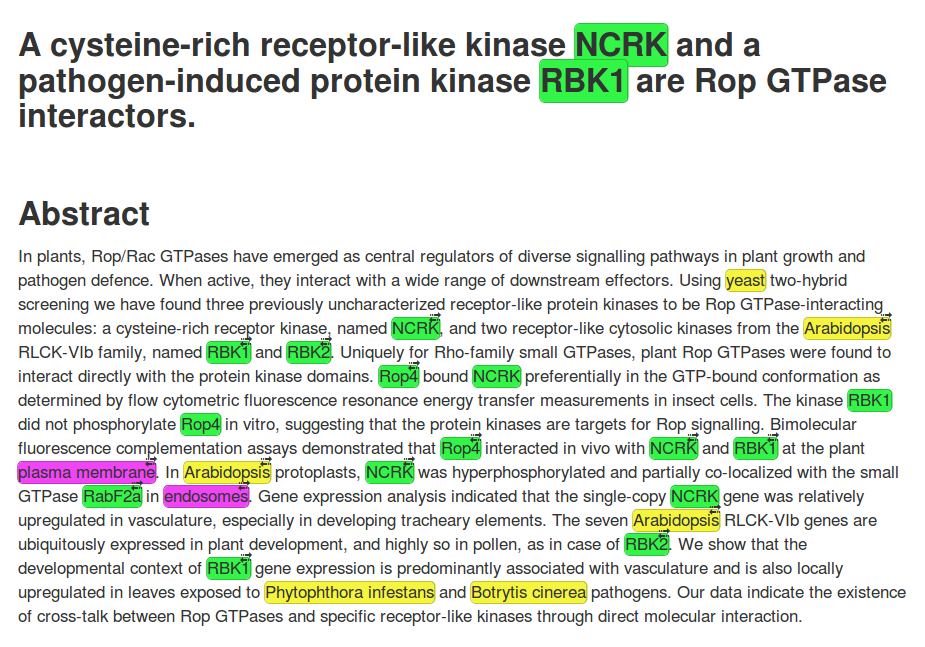 A cysteine-rich receptor-like kinase NCRK and a
pathogen-induced protein kinase RBK1 are Rop GTPase
interactors.
Abstract
In plants, Rop/Rac GTPases have emerged as central regulators of diverse signalling pathways in plant growth and
pathogen defence. When active, they interact with a wide range of downstream effectors. Using yeast two-hybrid
screening we have found three previously uncharacterized receptor-like protein kinases to be Rop GTPase-interacting
molecules: a cysteine-rich receptor kinase, named NCRK, and two receptor-like cytosolic kinases from the Arabidopsis
RLCK-VIb family, named RBK1 and RBK2. Uniquely for Rho-family small GTPases, plant Rop GTPases were found to
interact directly with the protein kinase domains. Rop4 bound NCRK preferentially in the GTP-bound conformation as
determined by flow cytometric fluorescence resonance energy transfer measurements in insect cells. The kinase RBK1
did not phosphorylate Rop4 in vitro, suggesting that the protein kinases are targets for Rop signalling. Bimolecular
fluorescence complementation assays demonstrated that Rop4 interacted in vivo with NCRK and RBK1 at the plant
plasma membrane. In Arabidopsis protoplasts, NCRK was hyperphosphorylated and partially co-localized with the small
GTPase RabF2a in endosomes. Gene expression analysis indicated that the single-copy NCRK gene was relatively
upregulated in vasculature, especially in developing tracheary elements. The seven Arabidopsis RLCK-VIb genes are
ubiquitously expressed in plant development, and highly so in pollen, as in case of RBK2. We show that the
developmental context of RBK1 gene expression is predominantly associated with vasculature and is also locally
upregulated in leaves exposed to Phytophthora infestans and Botrytis cinerea pathogens. Our data indicate the existence
of cross-talk between Rop GTPases and specific receptor-like kinases through direct molecular interaction.